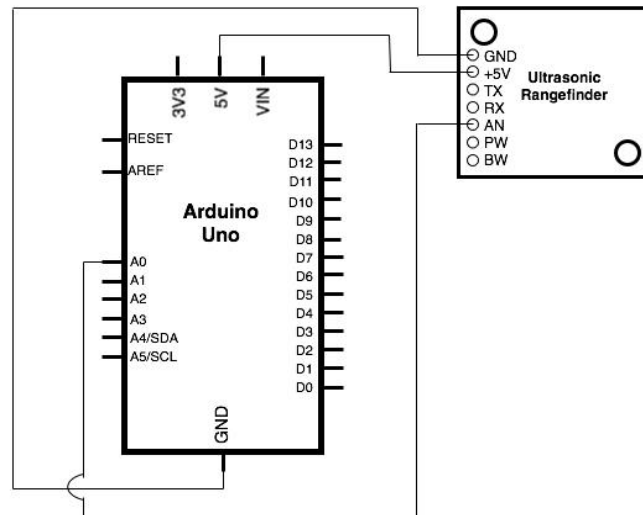 GND
+5V
TX
RX
AN
PW
BW
Ultrasonic
Rangefinder
3V3
5V
VIN
RESET
AREF
Arduino
Uno
A0
A1
A2
A3
A4/SDA
A5/SCL
D13
D12
D11
D10
D9
D8
D7
D6
D5
D4
D3
D2
D1
D0
GND